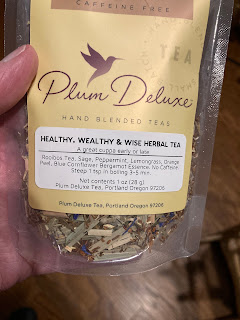 CAFFEINE FREE
TEA
Plum Deluxe
HAND BLENDED TEAS
HEALTHY, WEALTHY & WISE HERBAL TEA
A great cuppa early or late.
Rooibos Tea, Sage, Peppermint, Lemongrass, Orange
Peel, Blue Cornflower Bergamot Essence. No Caffeine
Steep 1 tsp in boiling 3-5 min.
Net contents 1 oz (28 g)
Plum Deluxe Tea, Portland Oregon 97206
Plum Deluxe Tea, Portland Oregon 97206